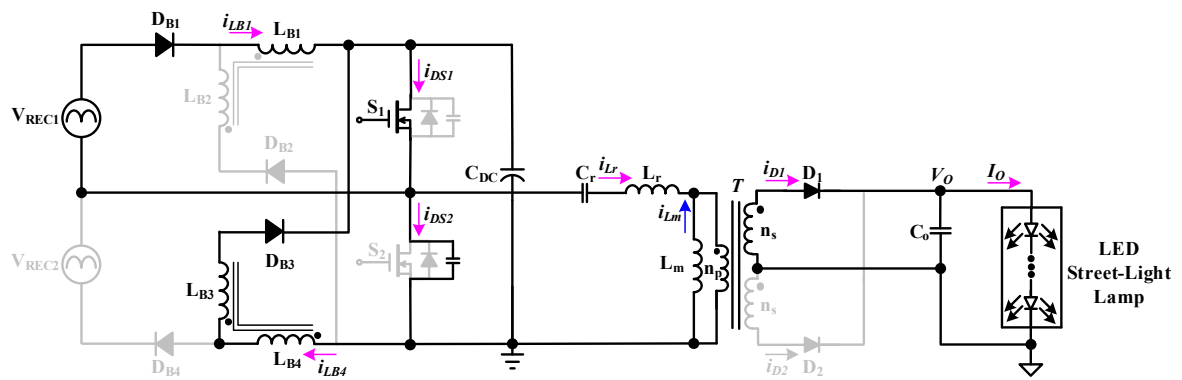 D_B1
i_LB1
L_B1
i_DS1
L_B2
V_REC1
S_1
D_B2
C_DC
C_r
i_Lr
L_r
T
i_D1
D_1
V_O
I_O
i_DS2
i_Lm
n_s
C_o
V_REC2
D_B3
S_2
L_m
n_p
LED
Street-Light
Lamp
L_B3
n_s
D_B4
L_B4
i_LB4
i_D2
D_2